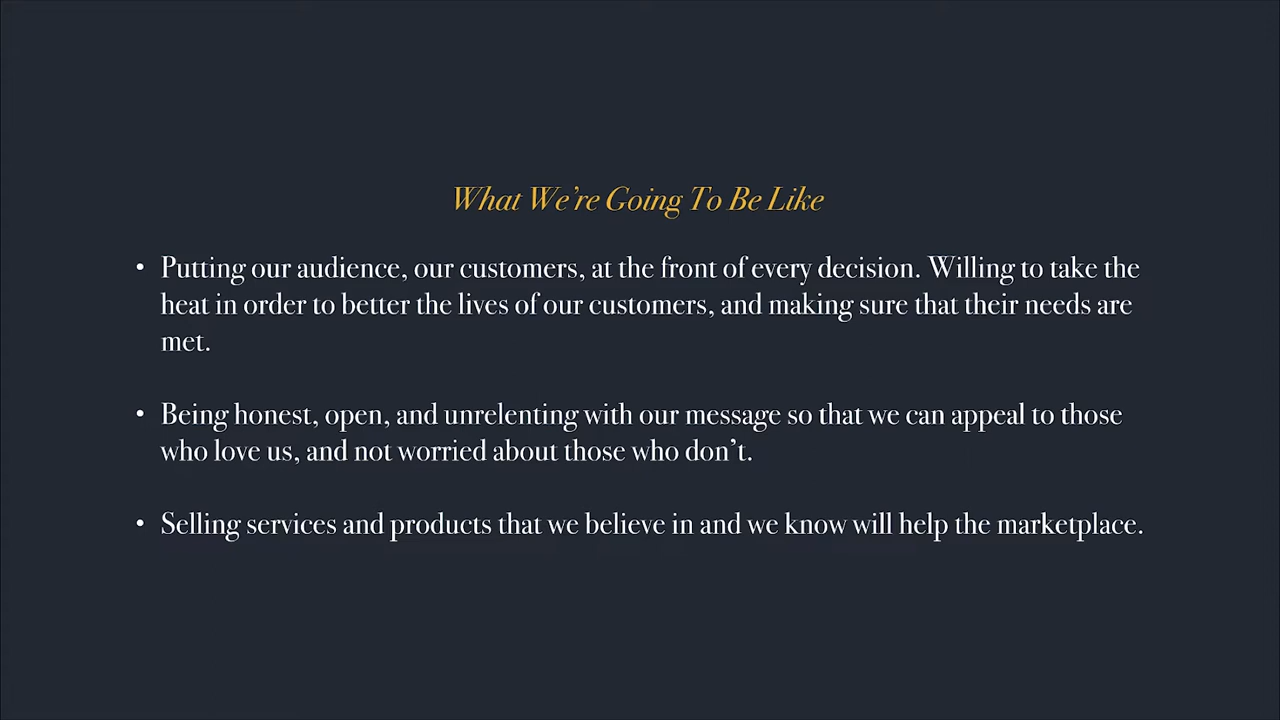 What We're Going To Be Like
• Putting our audience, our customers, at the front of every decision. Willing to take the
heat in order to better the lives of our customers, and making sure that their needs are
met.
• Being honest, open, and unrelenting with our message so that we can appeal to those
who love us, and not worried about those who don't.
• Selling services and products that we believe in and we know will help the marketplace.